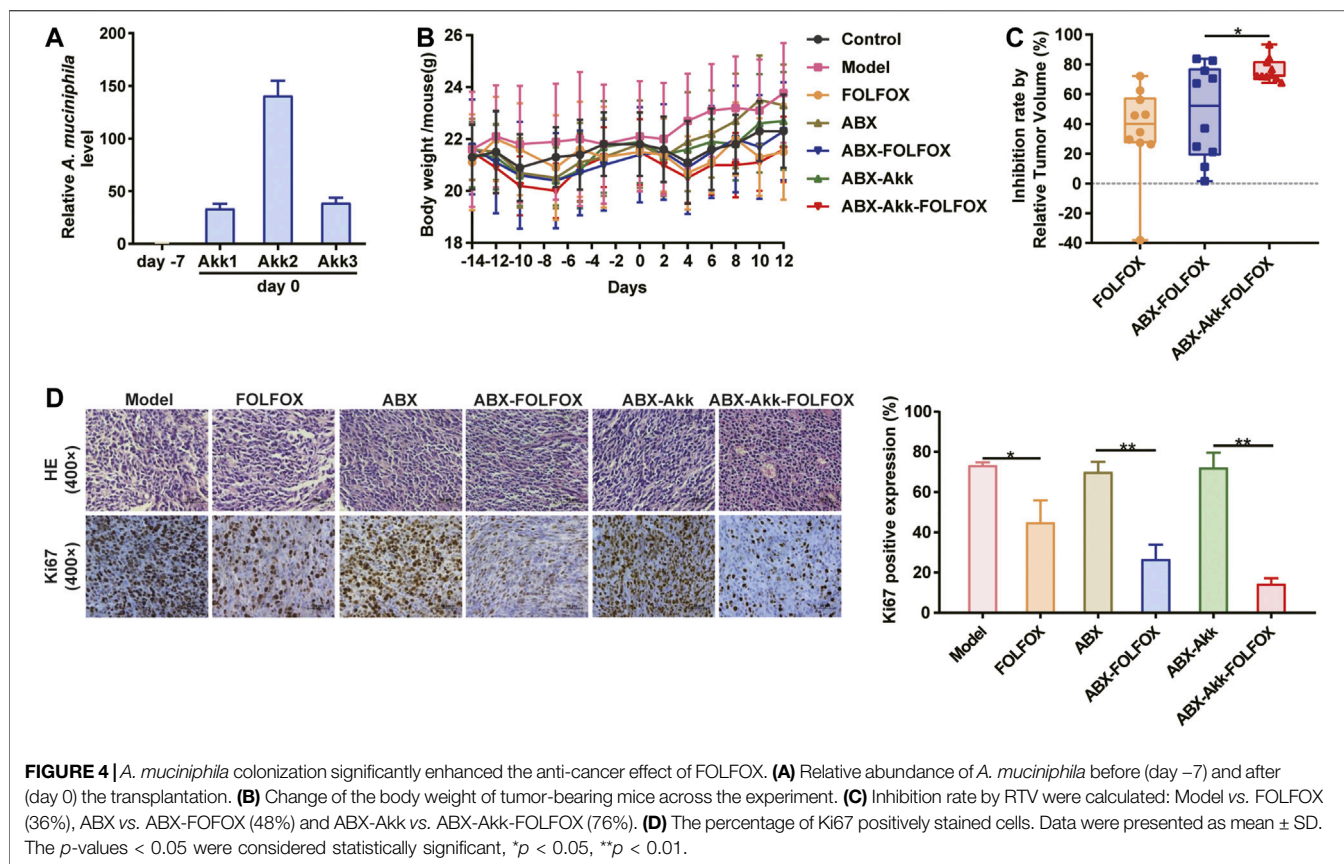 A
Relative A. muciniphila
level
200
150
100
50
0
day -7 Akk1 Akk2 Akk3
day 0
B
Body weight /mouse(g)
26
24
22
20
18
-14 -12 -10 -8 -6 -4 -2 0 2 4 6 8 10 12
Days
Control
Model
FOLFOX
ABX
ABX-FOLFOX
ABX-Akk
ABX-Akk-FOLFOX
C
Inhibition rate by
Relative Tumor Volume (%)
100
80
60
40
20
0
-20
-40
*
FOLFOX
ABX-FOLFOX
ABX-Akk-FOLFOX
D
Model FOLFOX ABX ABX-FOLFOX ABX-Akk ABX-Akk-FOLFOX
HE
(400×)
Ki67
(400×)
Ki67 positive expression (%)
100
80
60
40
20
0
* ** **
Model
FOLFOX
ABX
ABX-FOLFOX
ABX-Akk
ABX-Akk-FOLFOX
FIGURE 4 | A. muciniphila colonization significantly enhanced the anti-cancer effect of FOLFOX. (A) Relative abundance of A. muciniphila before (day −7) and after
(day 0) the transplantation. (B) Change of the body weight of tumor-bearing mice across the experiment. (C) Inhibition rate by RTV were calculated: Model vs. FOLFOX
(36%), ABX vs. ABX-FOFOX (48%) and ABX-Akk vs. ABX-Akk-FOLFOX (76%). (D) The percentage of Ki67 positively stained cells. Data were presented as mean ± SD.
The p-values < 0.05 were considered statistically significant, *p < 0.05, **p < 0.01.